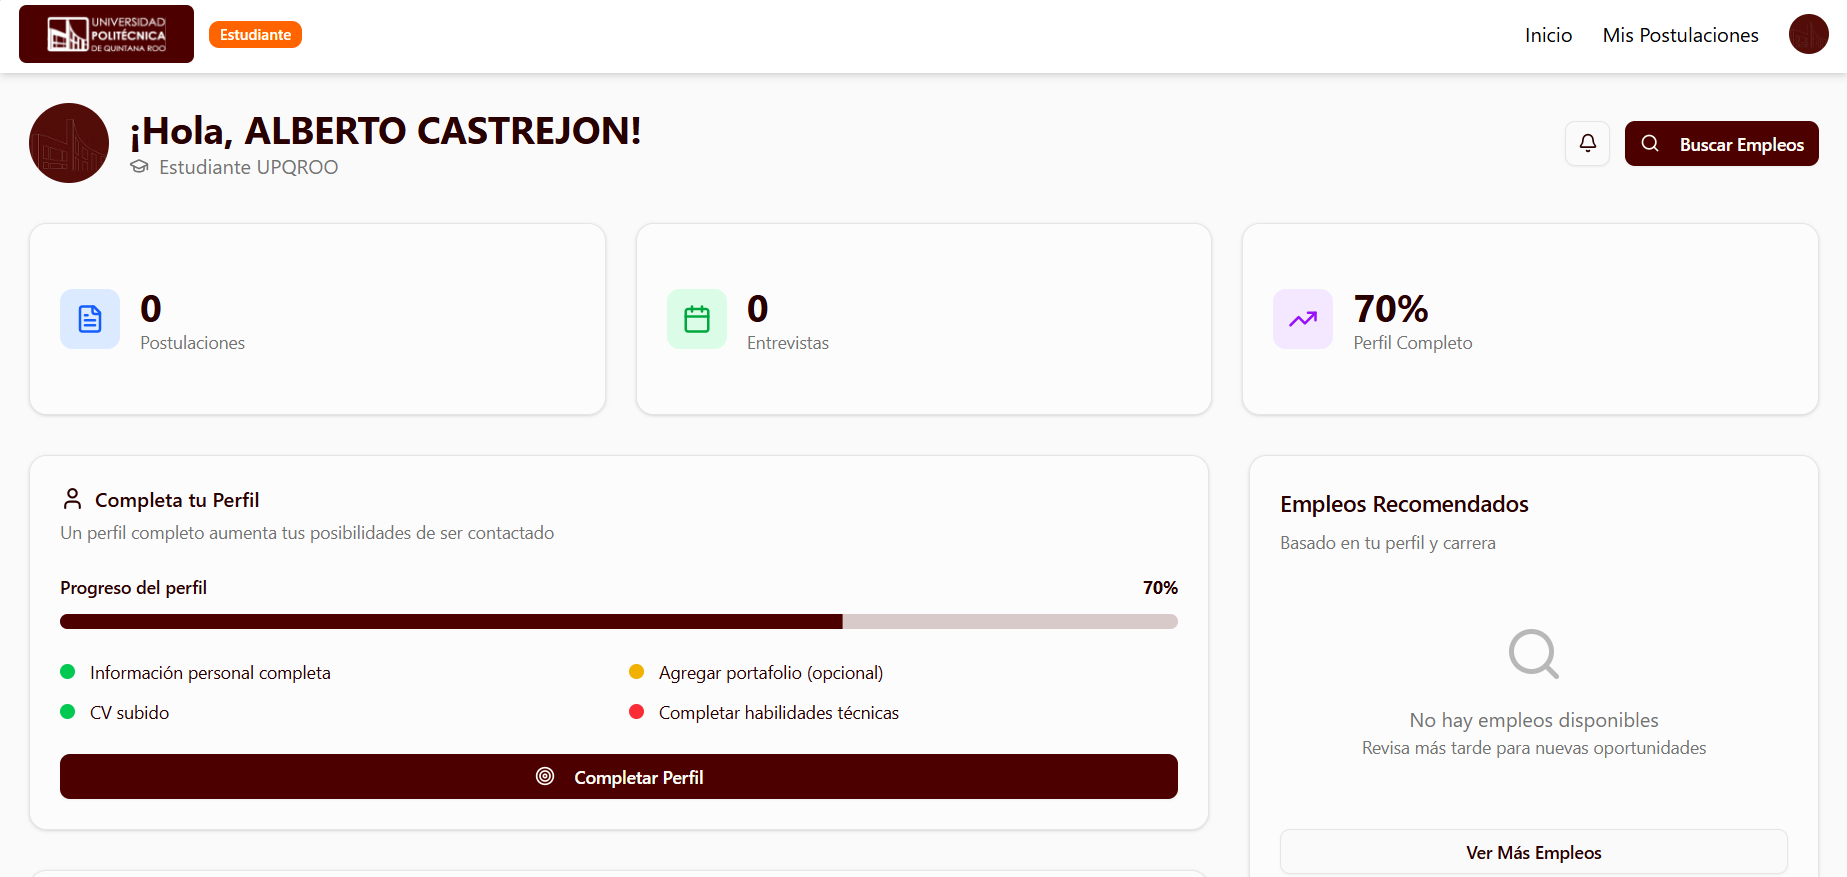 UNIVERSIDAD
POLITÉCNICA
DE QUINTANA ROO
Estudiante
Inicio
Mis Postulaciones
¡Hola, ALBERTO CASTREJON!
Estudiante UPQROO
Buscar Empleos
0
Postulaciones
0
Entrevistas
70%
Perfil Completo
Completa tu Perfil
Un perfil completo aumenta tus posibilidades de ser contactado
Progreso del perfil
70%
Información personal completa
Agregar portafolio (opcional)
CV subido
Completar habilidades técnicas
Completar Perfil
Empleos Recomendados
Basado en tu perfil y carrera
No hay empleos disponibles
Revisa más tarde para nuevas oportunidades
Ver Más Empleos